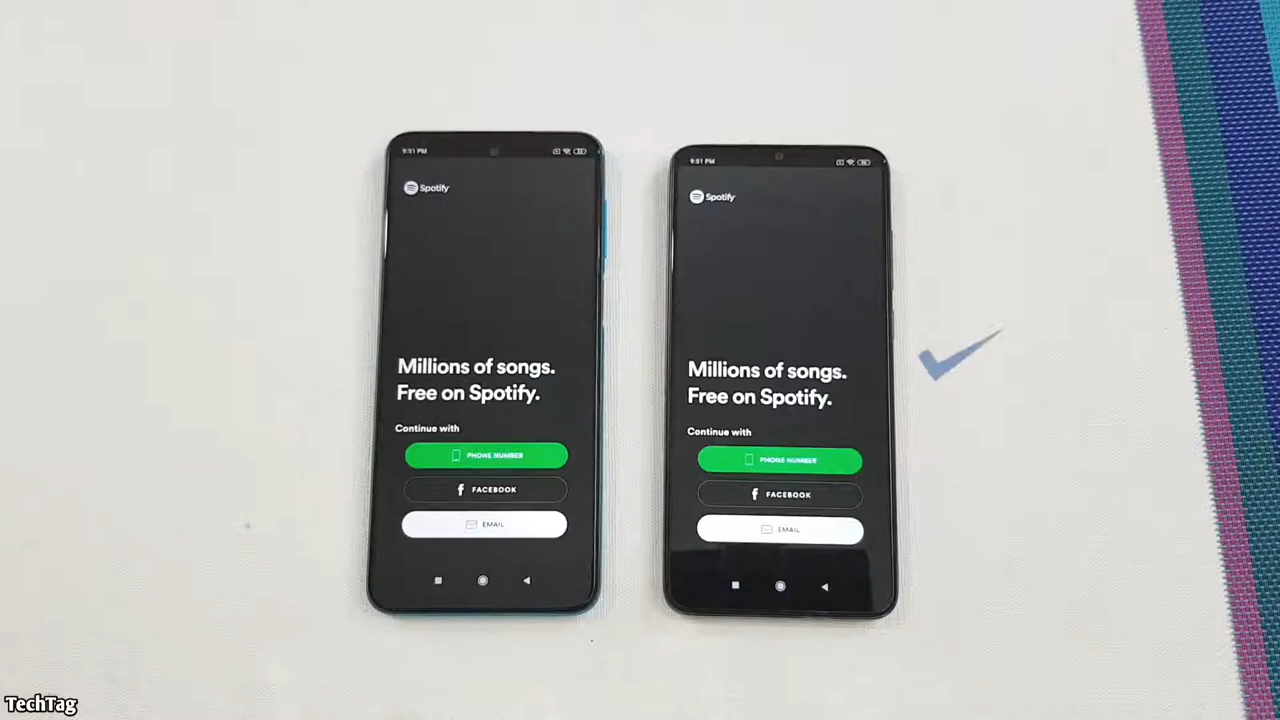 9:51 PM
Spotify
Millions of songs.
Free on Spotify.
Continue with
PHONE NUMBER
FACEBOOK
EMAIL
9:51 PM
Spotify
Millions of songs.
Free on Spotify.
Continue with
PHONE NUMBER
FACEBOOK
EMAIL
TechTag